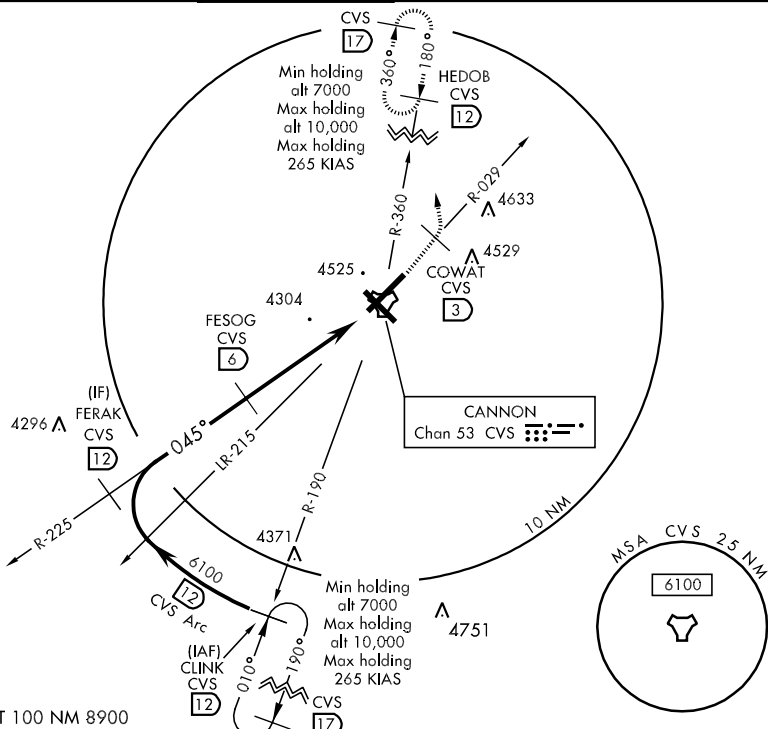 CVS
17
Min holding
alt 7000
Max holding
alt 10,000
Max holding
265 KIAS
360°
180°
HEDOB
CVS
12
R-360
R-029
4633
4529
COWAT
CVS
3
4525
4304
FESOG
CVS
6
(IF)
FERAK
CVS
12
4296
045°
LR-215
R-225
R-190
CANNON
Chan 53 CVS
10 NM
4371
6100
12
CVS Arc
(IAF)
CLINK
CVS
12
010°
190°
Min holding
alt 7000
Max holding
alt 10,000
Max holding
265 KIAS
CVS
17
4751
MSA CVS 25 NM
6100
T 100 NM 8900